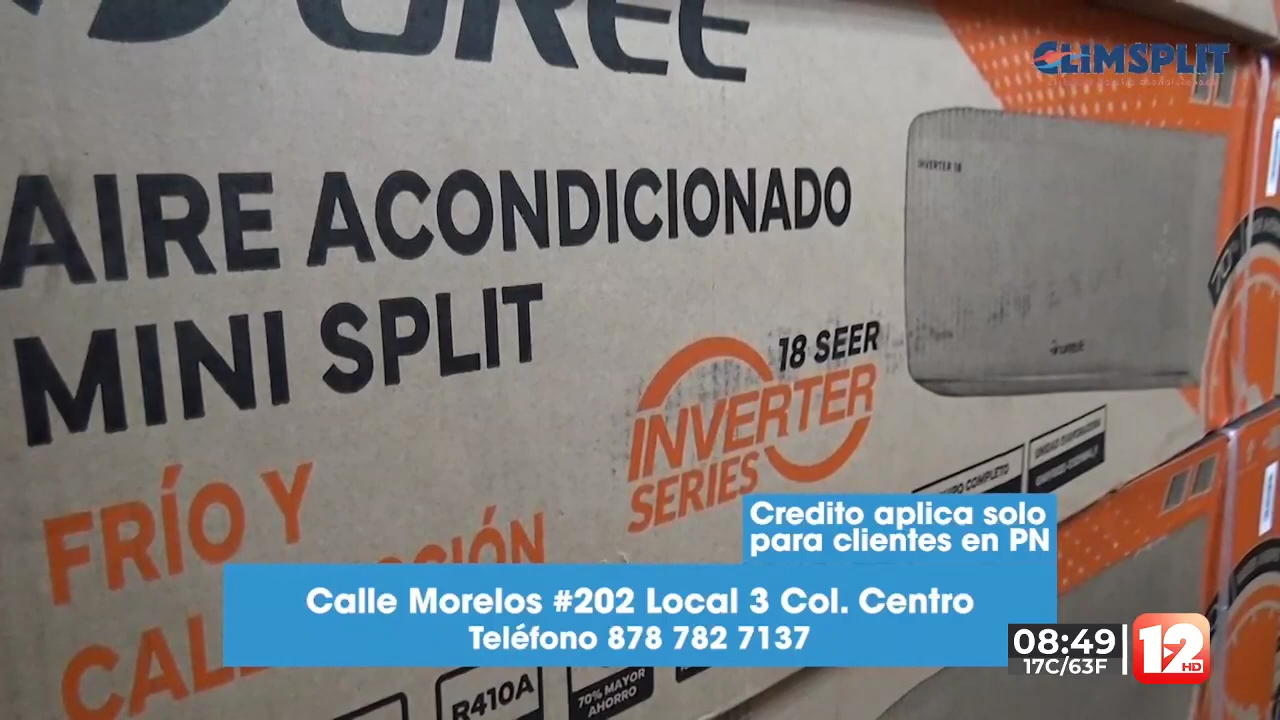 CLIMSPLIT
AIRE ACONDICIONADO
MINI SPLIT
INVERTER 18
18 SEER
INVERTER
SERIES
FRÍO Y
R410A
70% MAYOR
AHORRO
Credito aplica solo
para clientes en PN
Calle Morelos #202 Local 3 Col. Centro
Teléfono 878 782 7137
08:49
17C/63F
12
HD